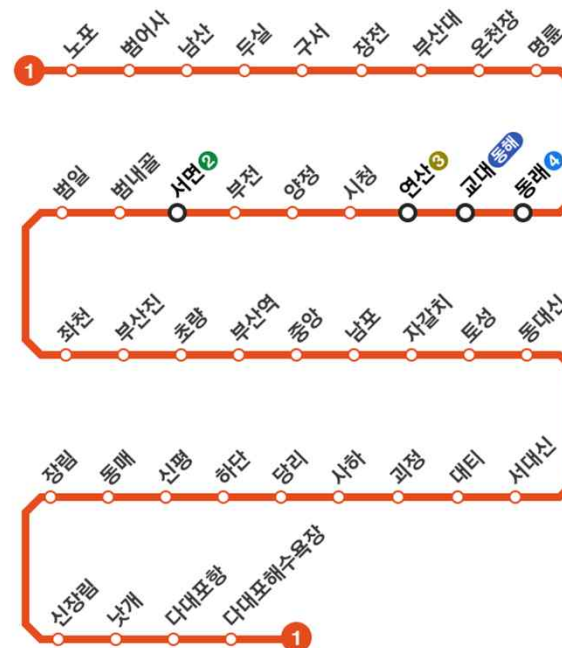 1 노포 범어사 남산 두실 구서 장전 부산대 온천장 명륜
범일 범내골 서면 2 부전 양정 시청 연산 3 교대 동해 동래 4
좌천 부산진 초량 부산역 중앙 남포 자갈치 토성 동대신
장림 동매 신평 하단 당리 사하 괴정 대티 서대신
신장림 낫개 다대포항 다대포해수욕장 1